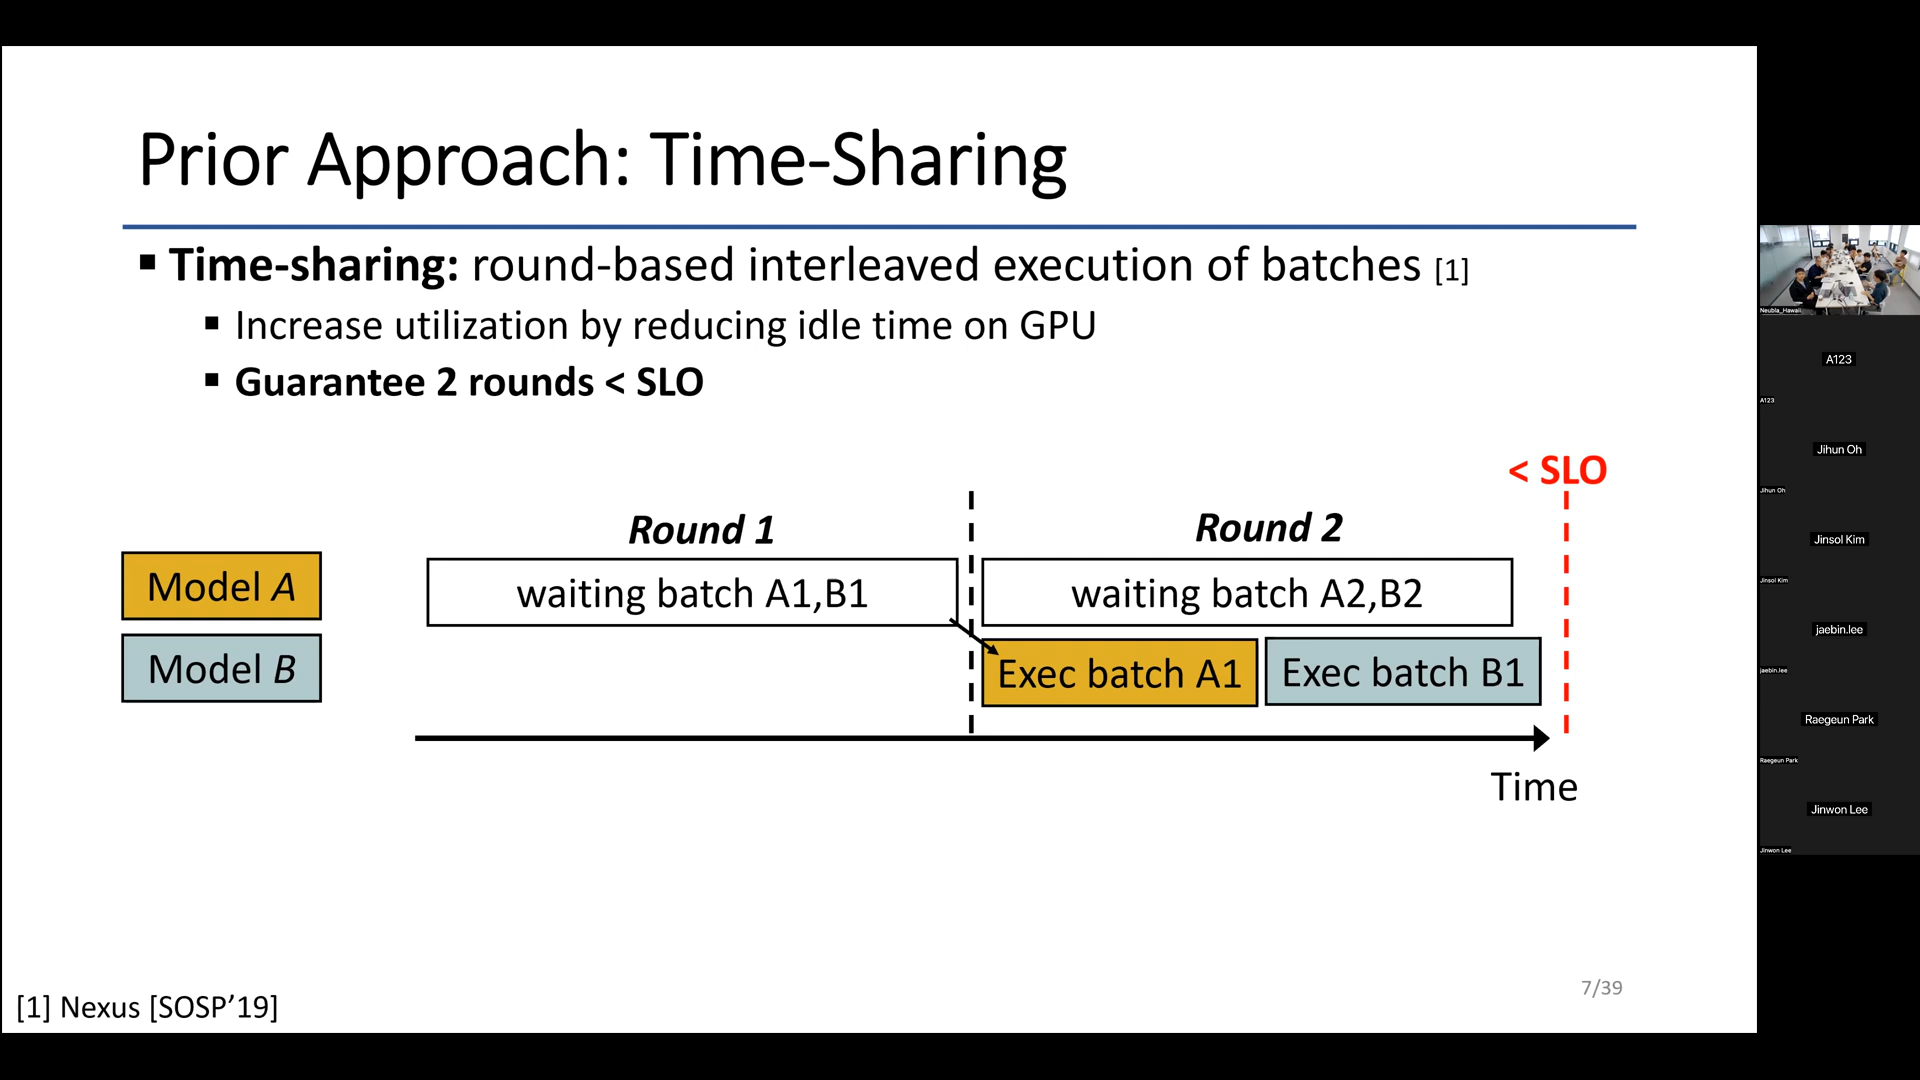 Prior Approach: Time-Sharing
▪ Time-sharing: round-based interleaved execution of batches [1]
▪ Increase utilization by reducing idle time on GPU
▪ Guarantee 2 rounds < SLO
< SLO
Round 1
Round 2
Model A
waiting batch A1,B1
waiting batch A2,B2
Model B
Exec batch A1
Exec batch B1
Time
7/39
[1] Nexus [SOSP’19]
Neubla_Hawaii
A123
A123
Jihun Oh
Jihun Oh
Jinsol Kim
Jinsol Kim
jaebin.lee
jaebin.lee
Raegeun Park
Raegeun Park
Jinwon Lee
Jinwon Lee